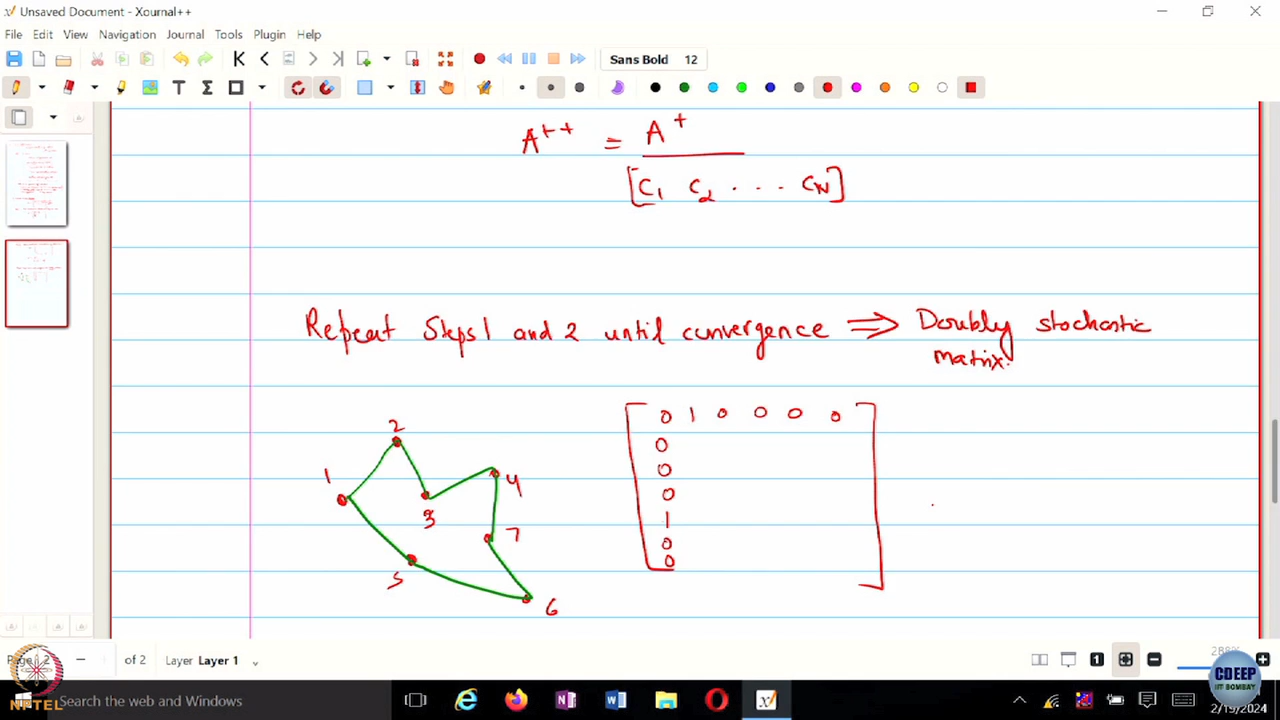 Unsaved Document - Xournal++
File Edit View Navigation Journal Tools Plugin Help
Sans Bold 12
A++ = A+
[C1 C2 .... CN]
Repeat Steps 1 and 2 until convergence ⇒ Doubly stochastic
matrix.
0 1 0 0 0 0
0
0
0
1
0
0
2
1
4
3
7
5
6
of 2 Layer Layer 1
288%
NPTEL
Search the web and Windows
CDEEP
IIT BOMBAY
2/19/2024